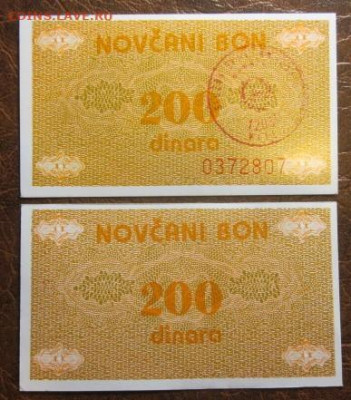 COINS.LAVE.RU
NOVČANI BON
200
dinara
0372807
NOVČANI BON
200
dinara